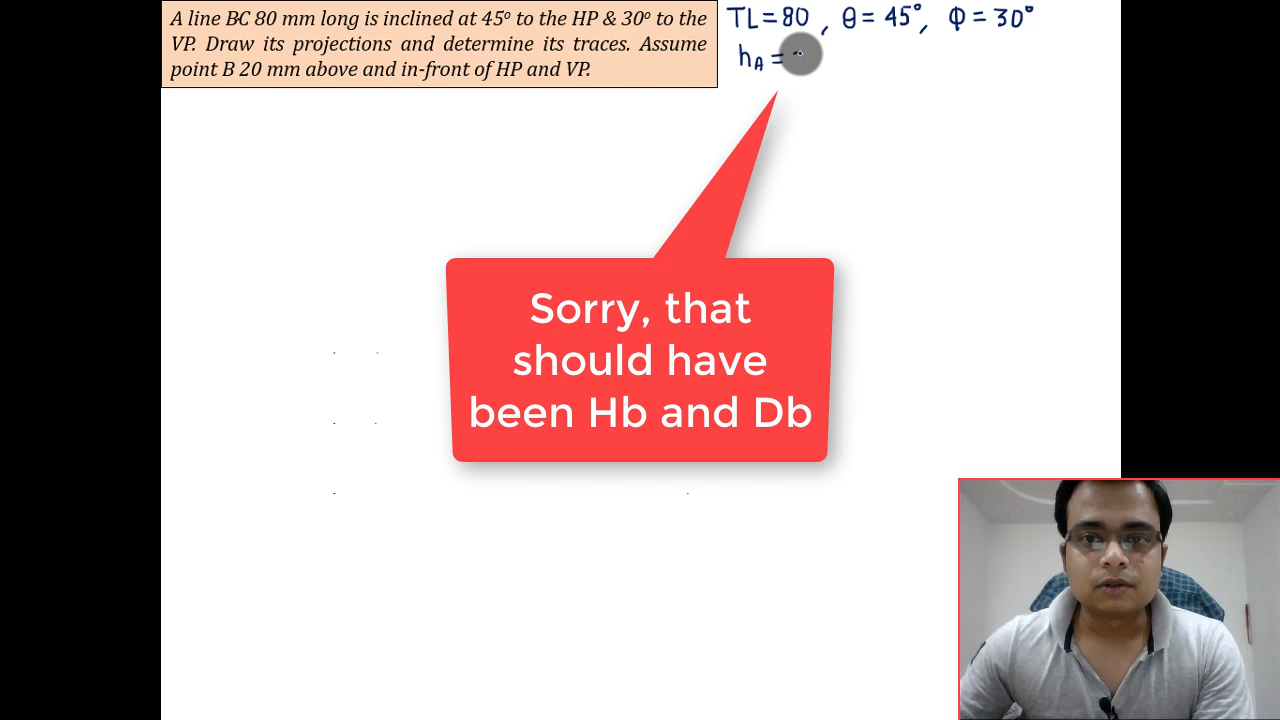 A line BC 80 mm long is inclined at 45° to the HP & 30° to the
VP. Draw its projections and determine its traces. Assume
point B 20 mm above and in-front of HP and VP.
TL=80 , θ = 45°, Φ = 30°
hA =
Sorry, that
should have
been Hb and Db